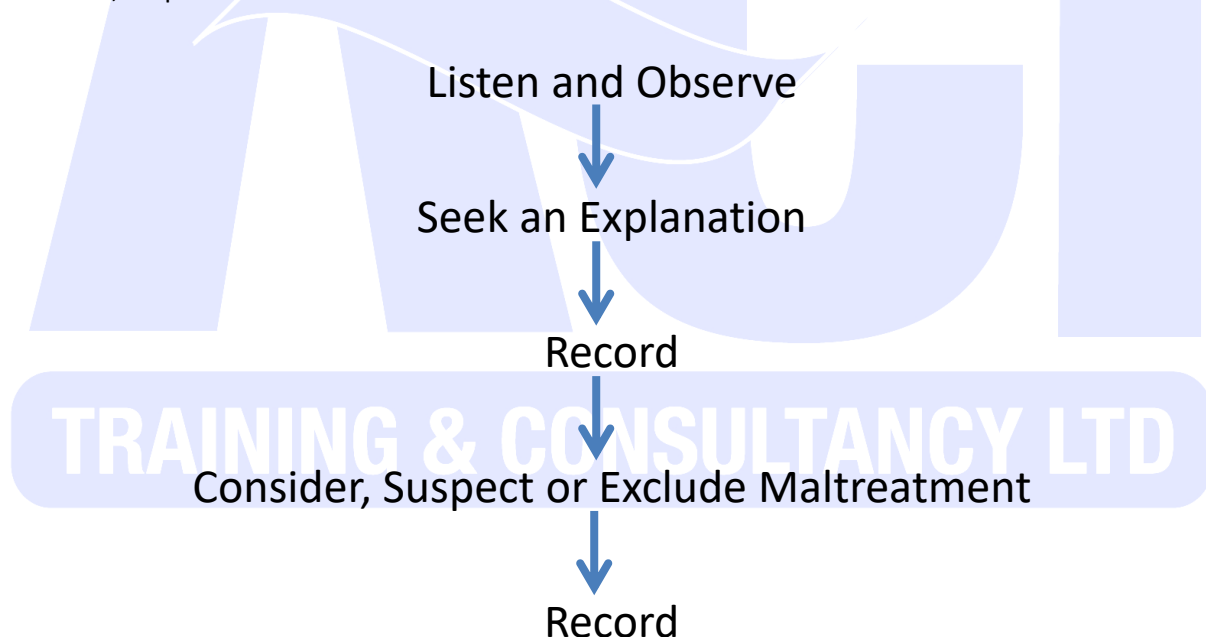 Listen and Observe
Seek an Explanation
Record
TRAINING & CONSULTANCY LTD
Consider, Suspect or Exclude Maltreatment
Record